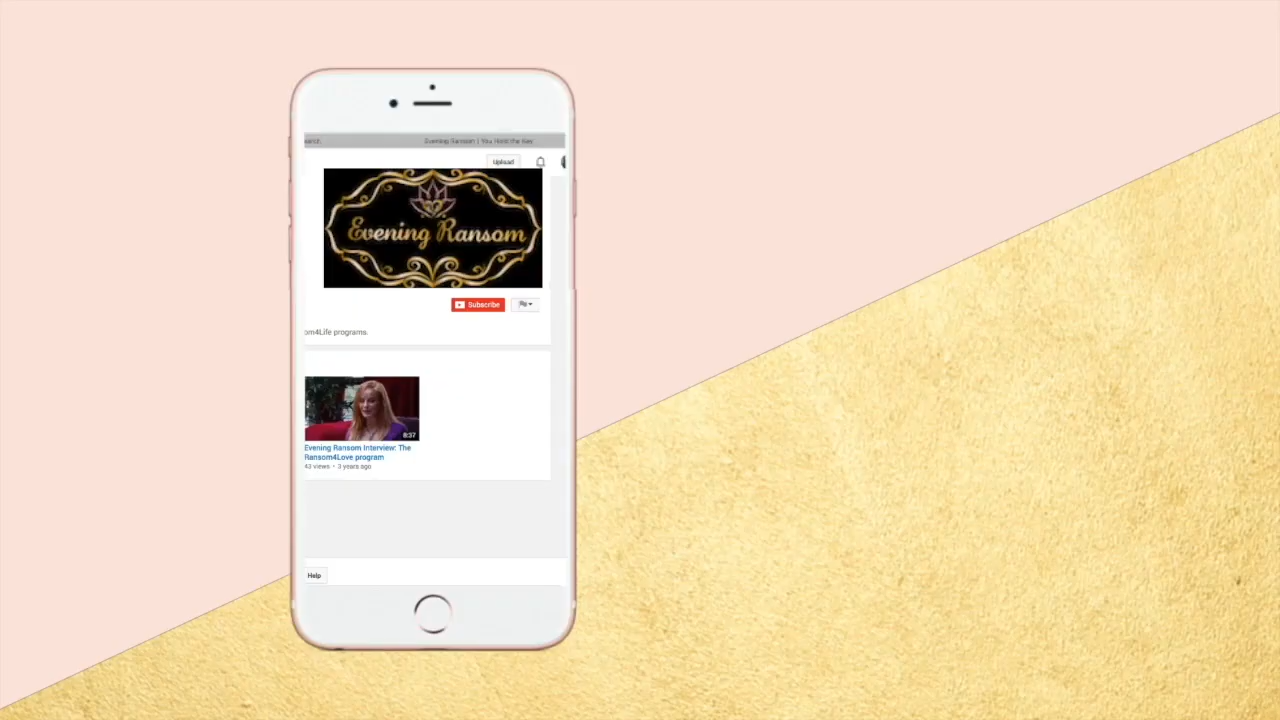 earch
Evening Ransom | You Hold the Key
Upload
Evening Ransom
Subscribe
om4Life programs.
8:37
Evening Ransom Interview: The
Ransom4Love program
43 views • 3 years ago
Help